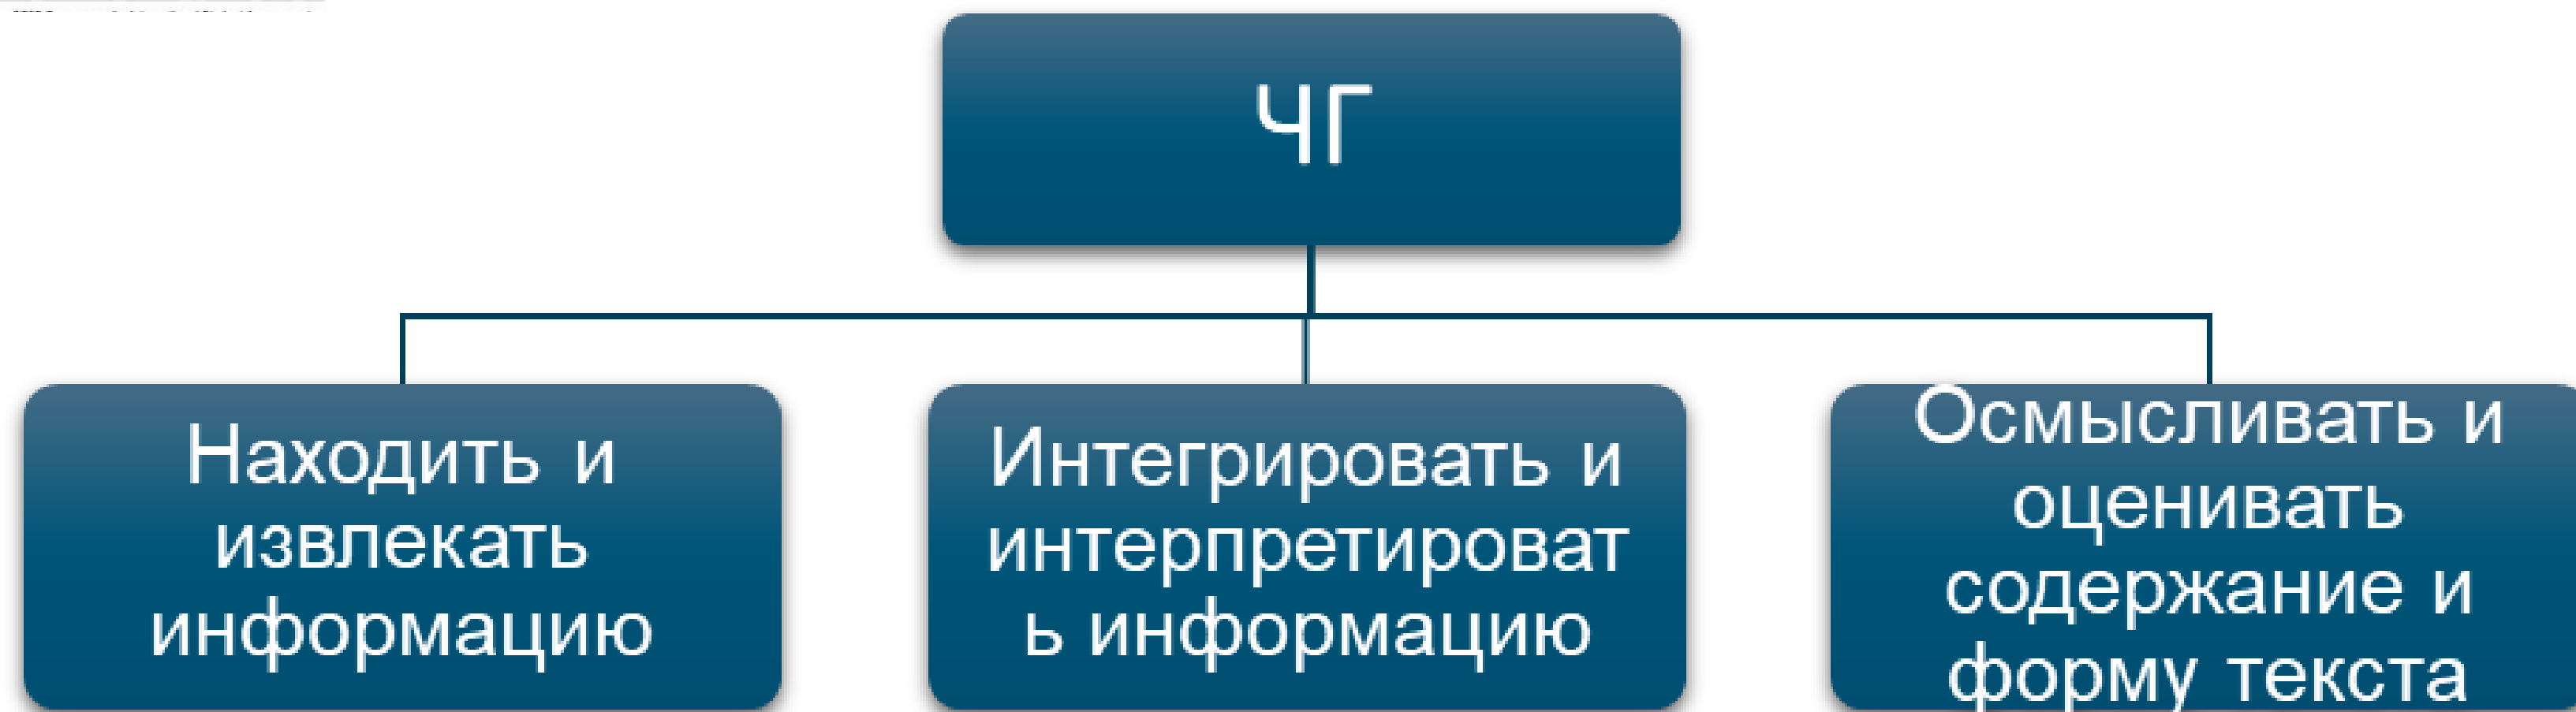 ЧГ
Находить и
извлекать
информацию
Интегрировать и
интерпретироват
ь информацию
Осмысливать и
оценивать
содержание и
форму текста